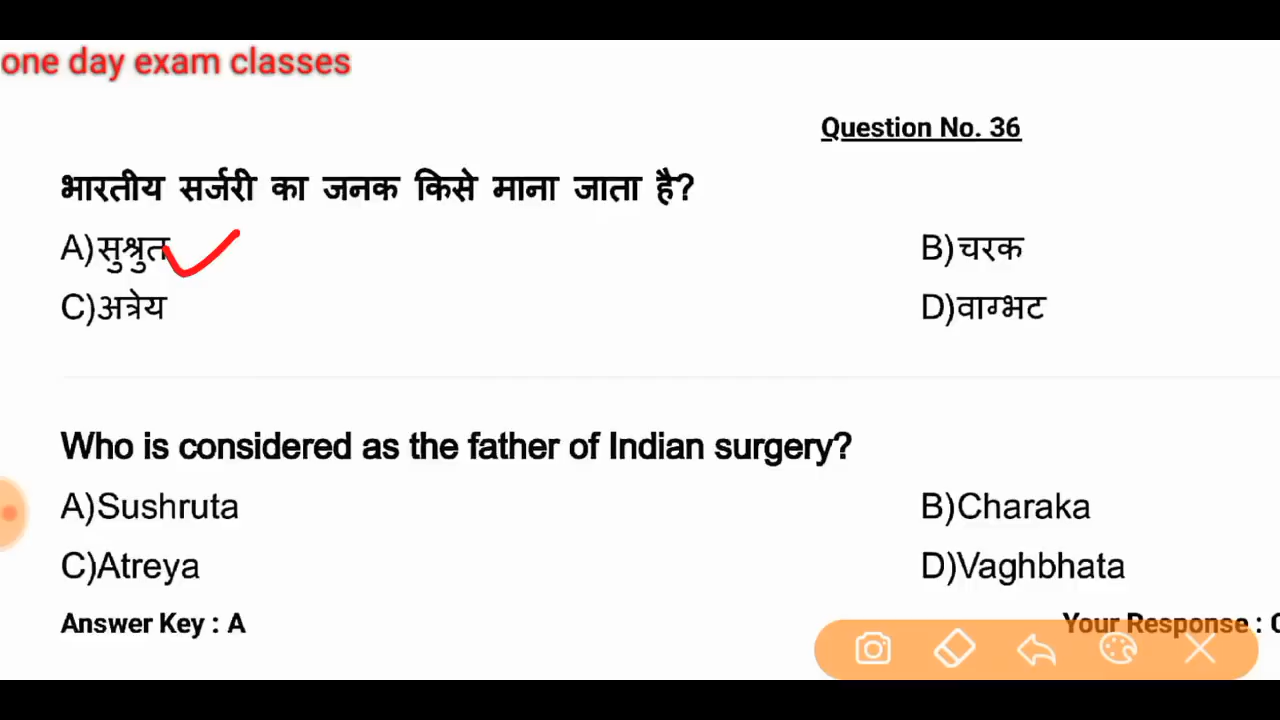 one day exam classes
Question No. 36
भारतीय सर्जरी का जनक किसे माना जाता है?
A)सुश्रुत B)चरक
C)अत्रेय D)वाग्भट
Who is considered as the father of Indian surgery?
A)Sushruta B)Charaka
C)Atreya D)Vaghbhata
Answer Key : A Your Response :